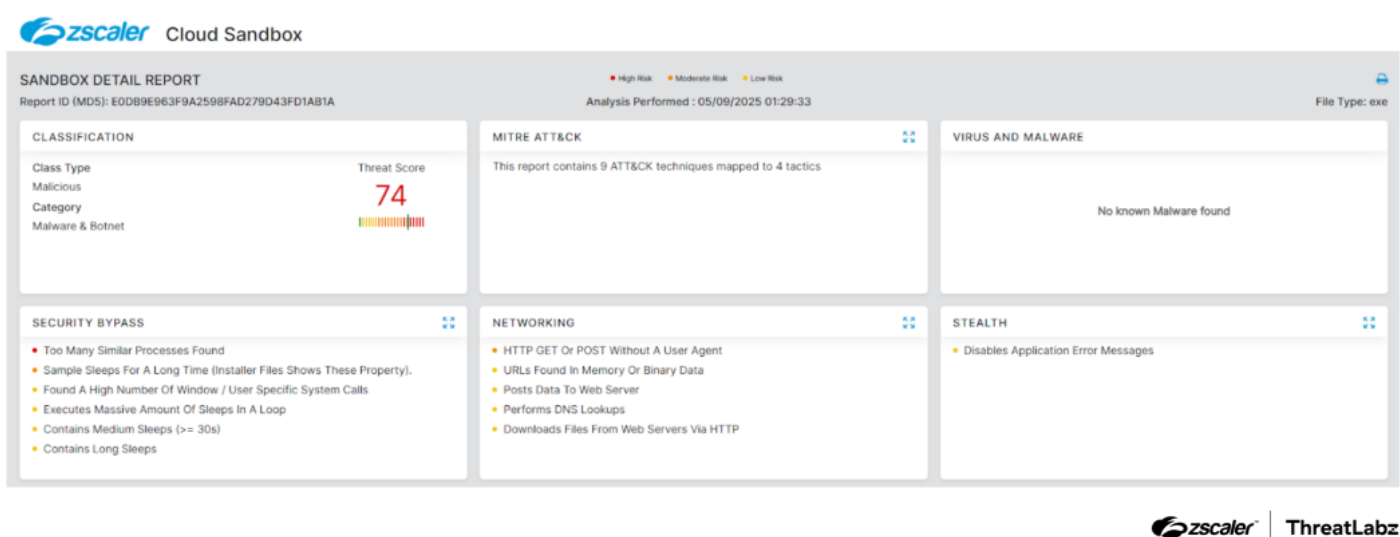 zscaler Cloud Sandbox
SANDBOX DETAIL REPORT
High Risk Moderate Risk Low Risk
Report ID (MD5): E0DB9E963F9A2598FAD279D43FD1AB1A
Analysis Performed : 05/09/2025 01:29:33
File Type: exe
CLASSIFICATION
Class Type
Threat Score
Malicious
74
Category
Malware & Botnet
MITRE ATT&CK
This report contains 9 ATT&CK techniques mapped to 4 tactics
VIRUS AND MALWARE
No known Malware found
SECURITY BYPASS
Too Many Similar Processes Found
Sample Sleeps For A Long Time (Installer Files Shows These Property).
Found A High Number Of Window / User Specific System Calls
Executes Massive Amount Of Sleeps In A Loop
Contains Medium Sleeps (>= 30s)
Contains Long Sleeps
NETWORKING
HTTP GET Or POST Without A User Agent
URLs Found In Memory Or Binary Data
Posts Data To Web Server
Performs DNS Lookups
Downloads Files From Web Servers Via HTTP
STEALTH
Disables Application Error Messages
zscaler ThreatLabz